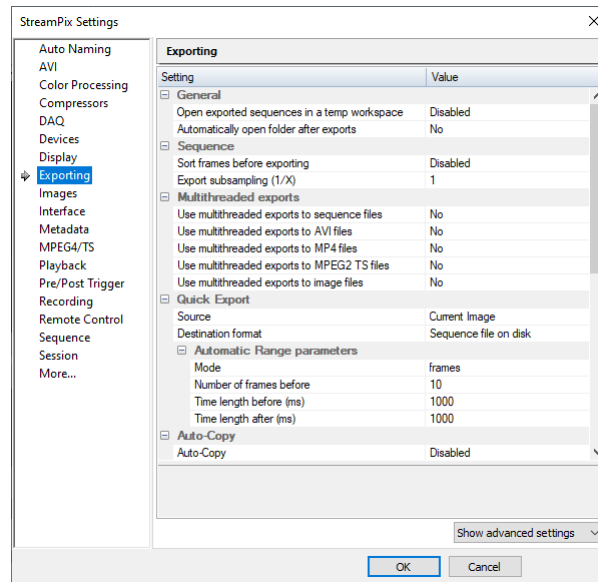 StreamPix Settings
Auto Naming
AVI
Color Processing
Compressors
DAQ
Devices
Display
Exporting
Images
Interface
Metadata
MPEG4/TS
Playback
Pre/Post Trigger
Recording
Remote Control
Sequence
Session
More...
Exporting
Setting Value
General
Open exported sequences in a temp workspace Disabled
Automatically open folder after exports No
Sequence
Sort frames before exporting Disabled
Export subsampling (1/X) 1
Multithreaded exports
Use multithreaded exports to sequence files No
Use multithreaded exports to AVI files No
Use multithreaded exports to MP4 files No
Use multithreaded exports to MPEG2 TS files No
Use multithreaded exports to image files No
Quick Export
Source Current Image
Destination format Sequence file on disk
Automatic Range parameters
Mode frames
Number of frames before 10
Time length before (ms) 1000
Time length after (ms) 1000
Auto-Copy
Auto-Copy Disabled
Show advanced settings
OK Cancel